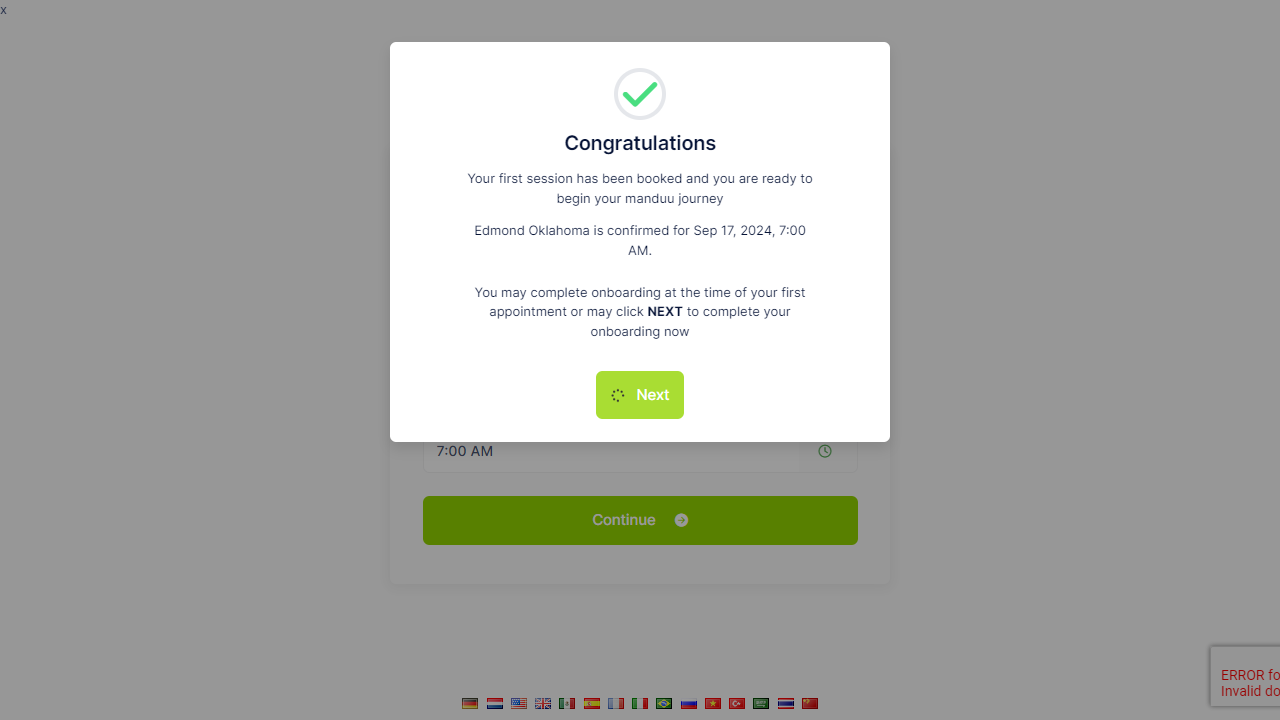 x
Congratulations
Your first session has been booked and you are ready to
begin your manduu journey
Edmond Oklahoma is confirmed for Sep 17, 2024, 7:00
AM.
You may complete onboarding at the time of your first
appointment or may click NEXT to complete your
onboarding now
Next
7:00 AM
Continue
ERROR fo
Invalid do